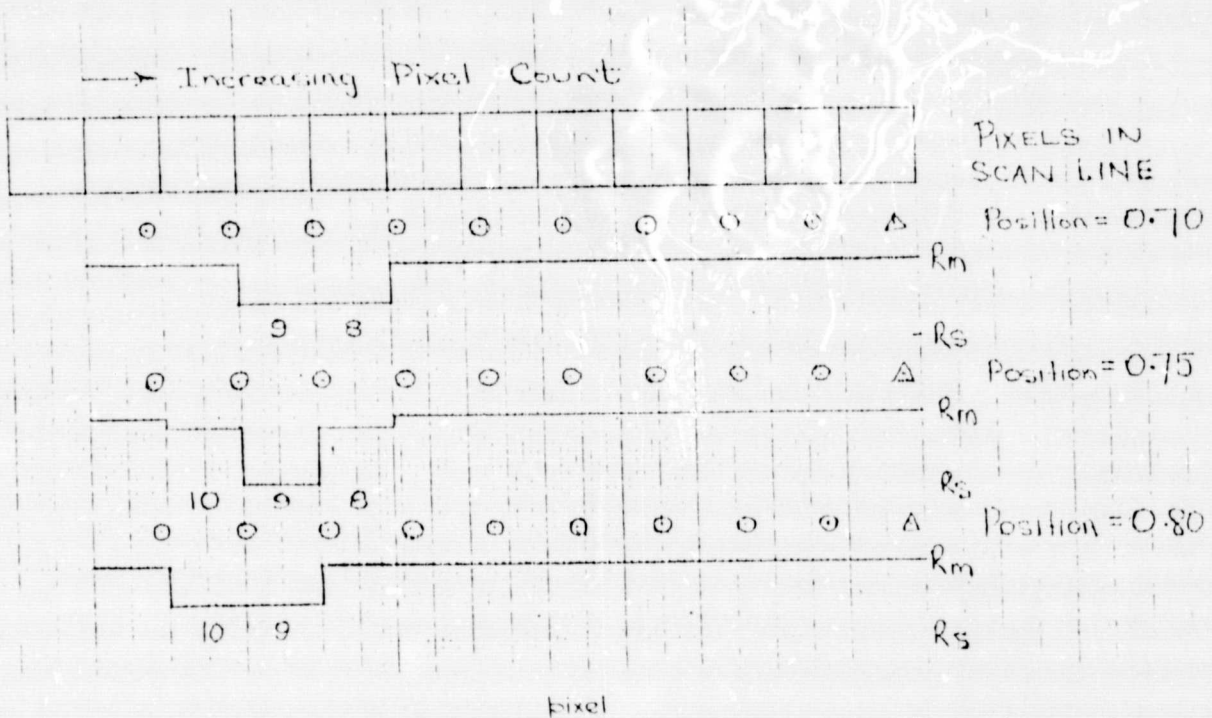 Increasing Pixel Count
PIXELS IN
SCAN LINE
Position = 0.70
Rm
9 8
Rs
Position = 0.75
Rm
Rs
10 9 8
Position = 0.80
Rm
10 9
Rs
pixel